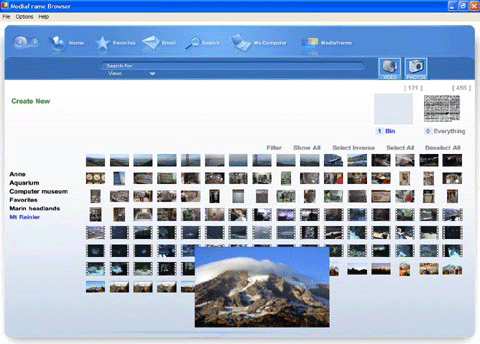 MediaFrame Browser
File Options Help
Home Favorites Email Search My Computer MediaFrame
Search for:
Views
VIDEO PHOTOS
[ 121 ] [ 455 ]
Create New
1 Bin 0 Everything
Filter Show All Select Inverse Select All Deselect All
Anne
Aquarium
Computer museum
Favorites
Marin headlands
Mt Rainier